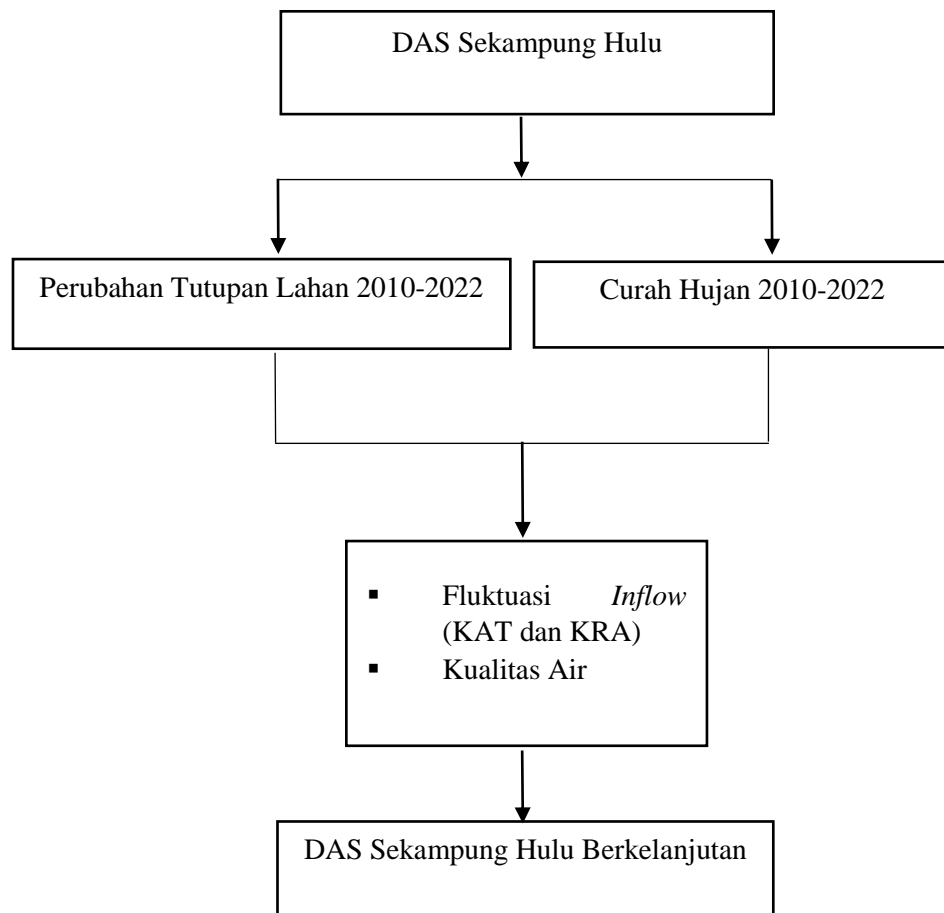 DAS Sekampung Hulu
Perubahan Tutupan Lahan 2010-2022
Curah Hujan 2010-2022
▪ Fluktuasi Inflow
(KAT dan KRA)
▪ Kualitas Air
DAS Sekampung Hulu Berkelanjutan